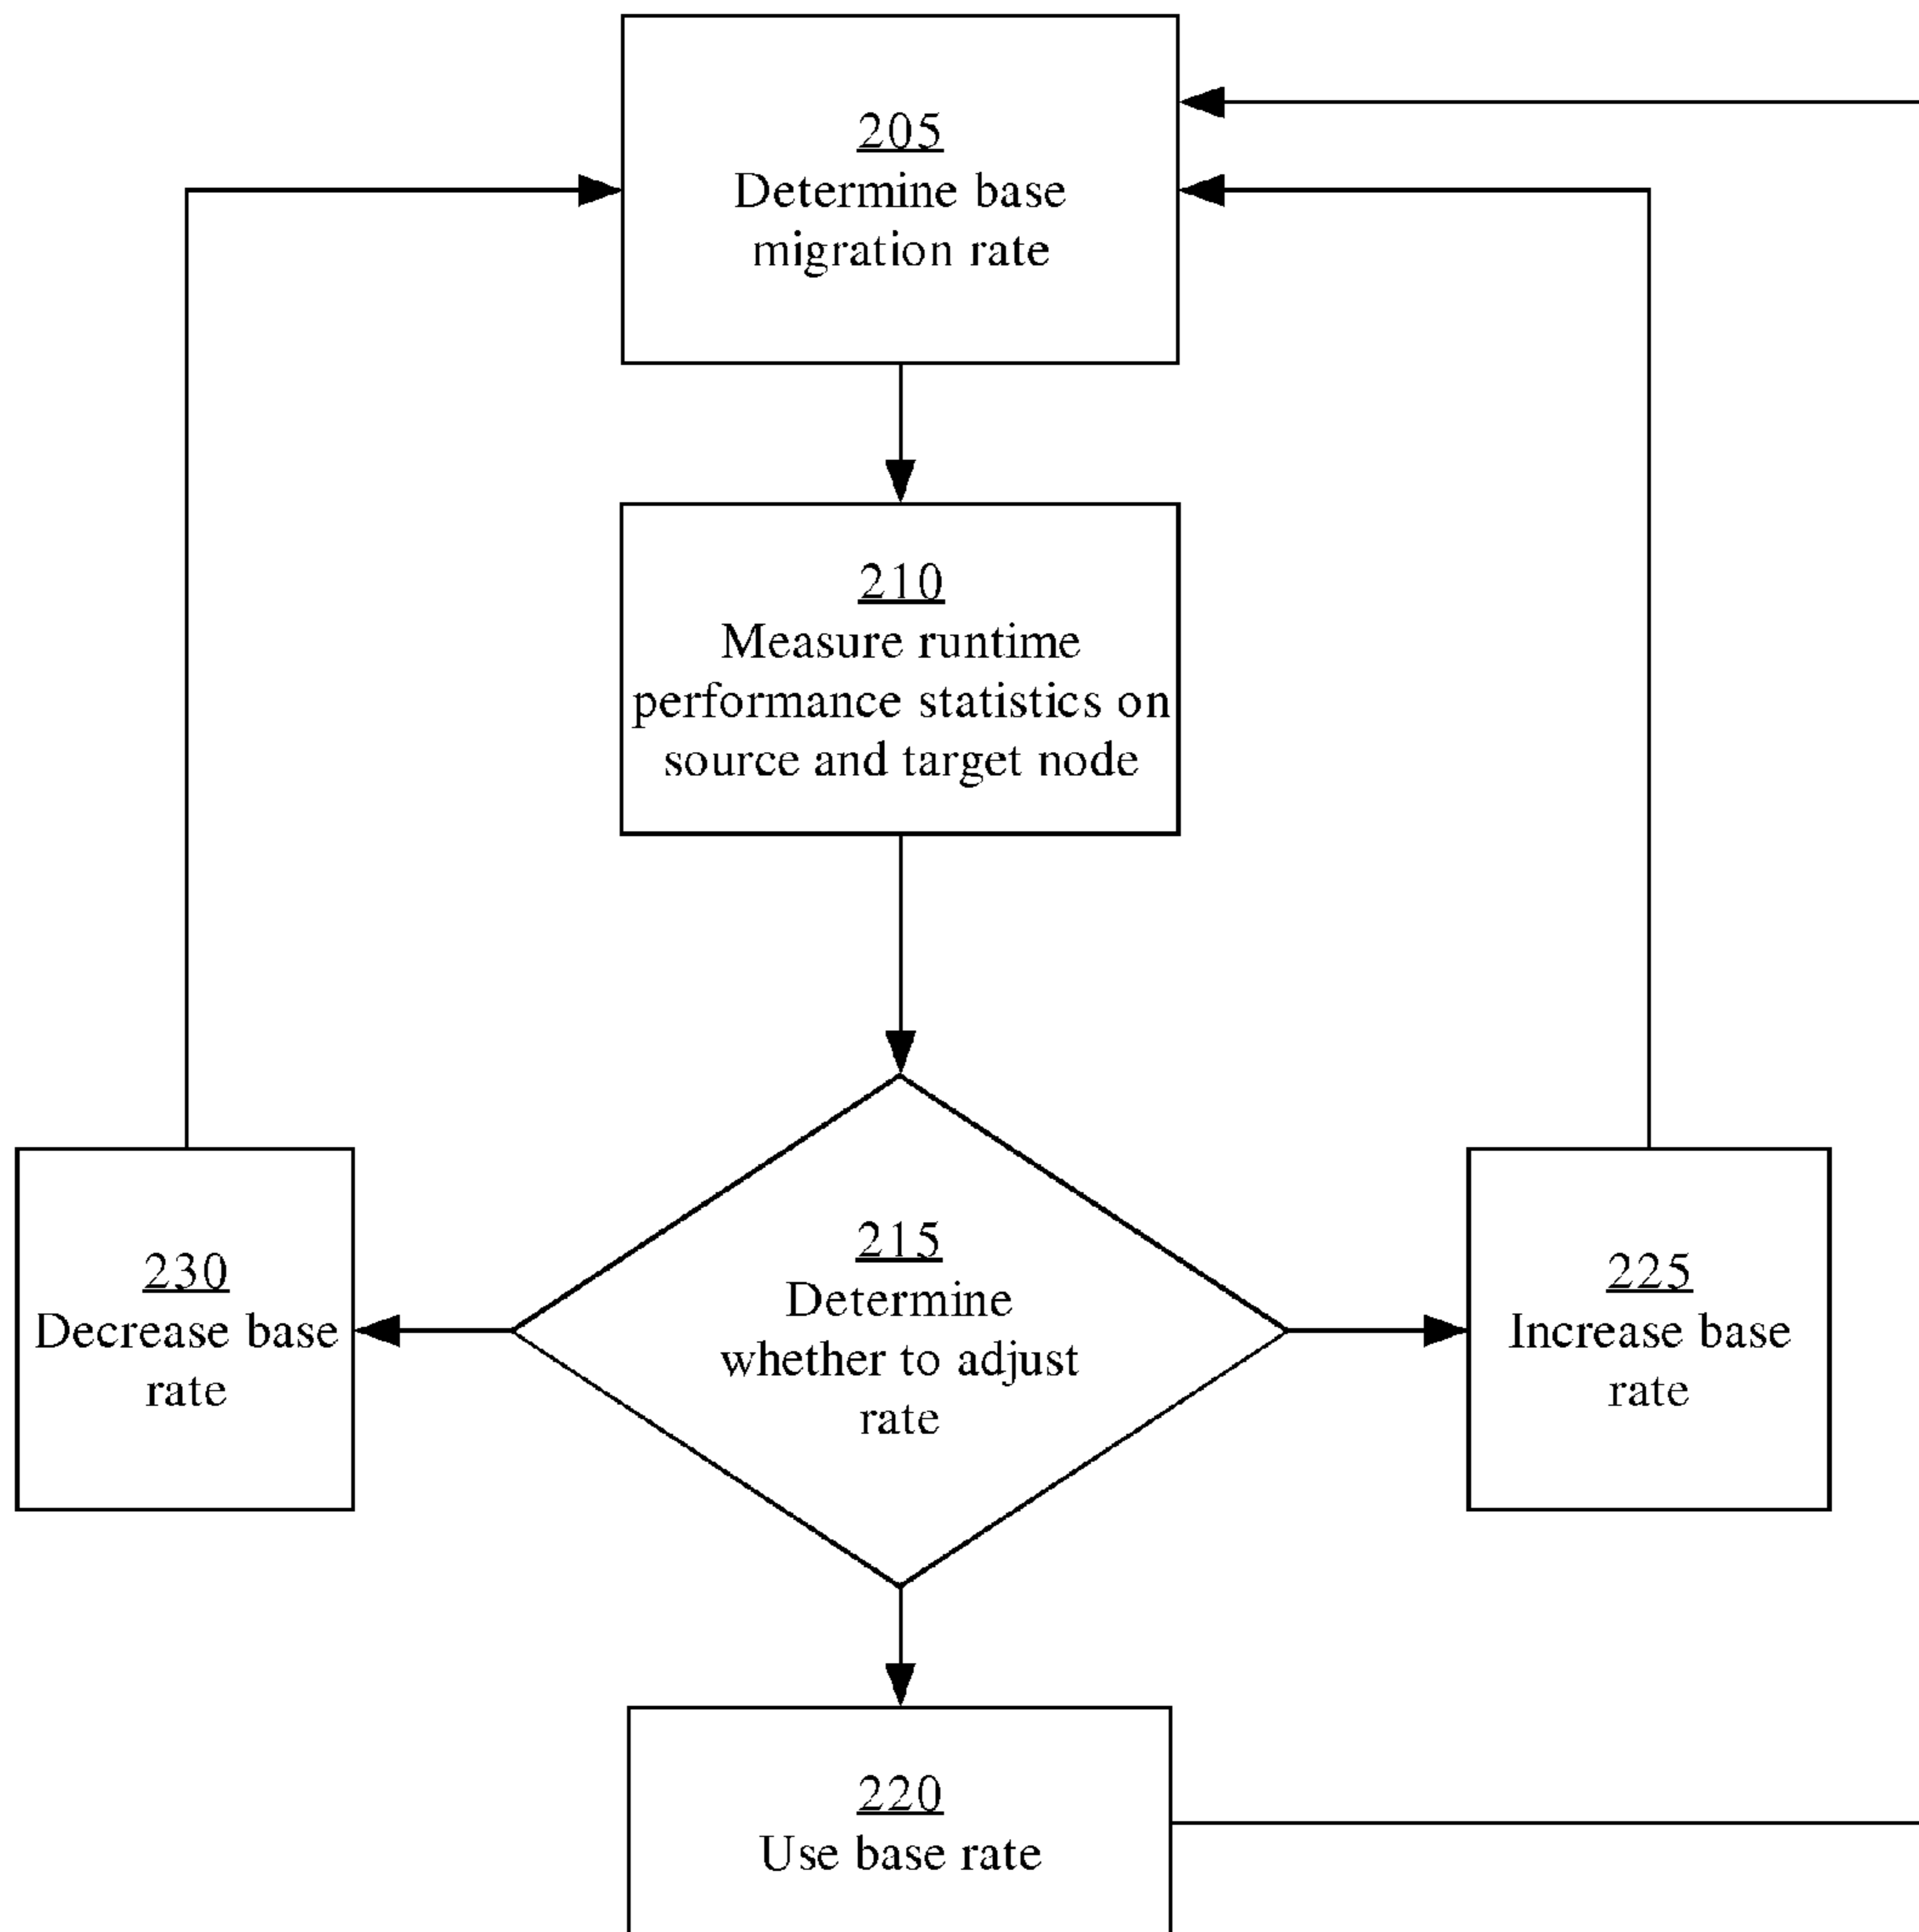 205
Determine base
migration rate
210
Measure runtime
performance statistics on
source and target node
215
Determine
whether to adjust
rate
230
Decrease base
rate
225
Increase base
rate
220
Use base rate